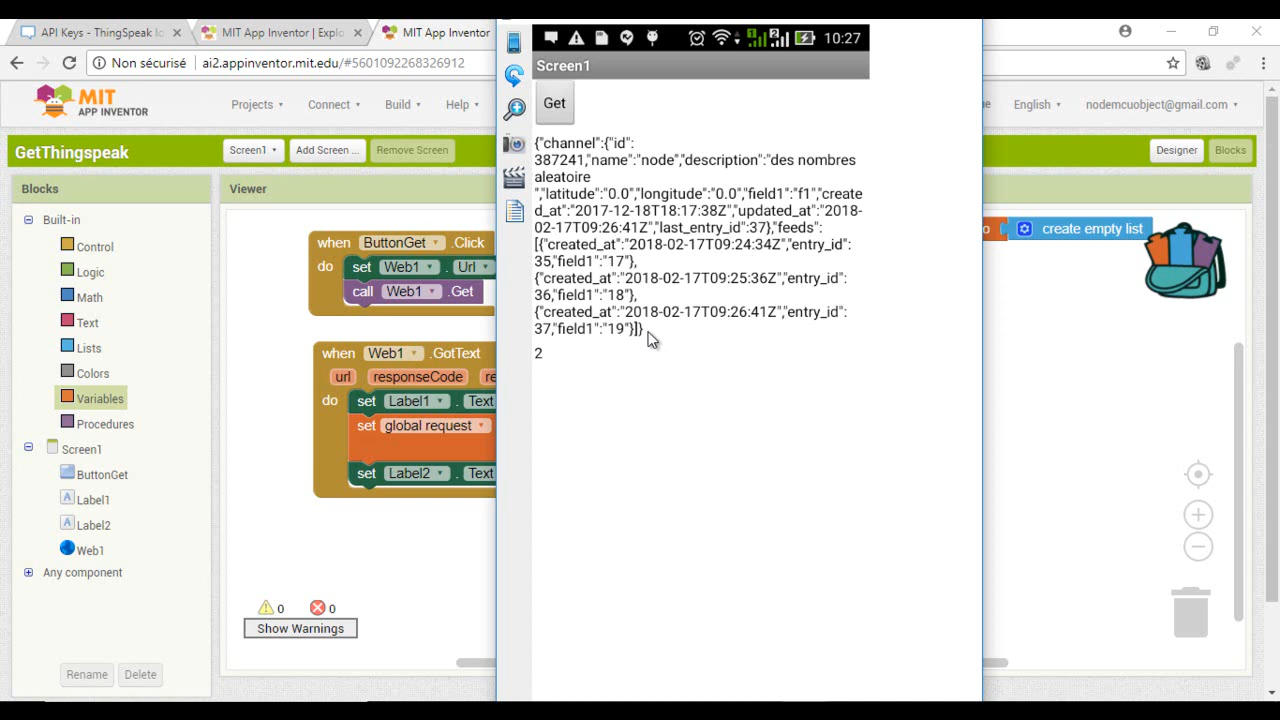 API Keys - ThingSpeak Io
MIT App Inventor | Explo
MIT App Inventor
Non sécurisé
ai2.appinventor.mit.edu/#5601092268326912
MIT
APP INVENTOR
Projects
Connect
Build
Help
English
nodemcuobject@gmail.com
GetThingspeak
Screen1
Add Screen ...
Remove Screen
Designer
Blocks
Blocks
Viewer
Built-in
Control
Logic
Math
Text
Lists
Colors
Variables
Procedures
Screen1
ButtonGet
Label1
Label2
Web1
Any component
Rename
Delete
when ButtonGet .Click
do set Web1 . Url
call Web1 .Get
when Web1 .GotText
url responseCode re
do set Label1 . Text
set global request
set Label2 . Text
0 0
Show Warnings
10:27
Screen1
Get
{"channel":{"id":
387241,"name":"node","description":"des nombres
aleatoire
","latitude":"0.0","longitude":"0.0","field1":"f1","create
d_at":"2017-12-18T18:17:38Z","updated_at":"2018-
02-17T09:26:41Z","last_entry_id":37},"feeds":
[{"created_at":"2018-02-17T09:24:34Z","entry_id":
35,"field1":"17"},
{"created_at":"2018-02-17T09:25:36Z","entry_id":
36,"field1":"18"},
{"created_at":"2018-02-17T09:26:41Z","entry_id":
37,"field1":"19"}]}
2
create empty list